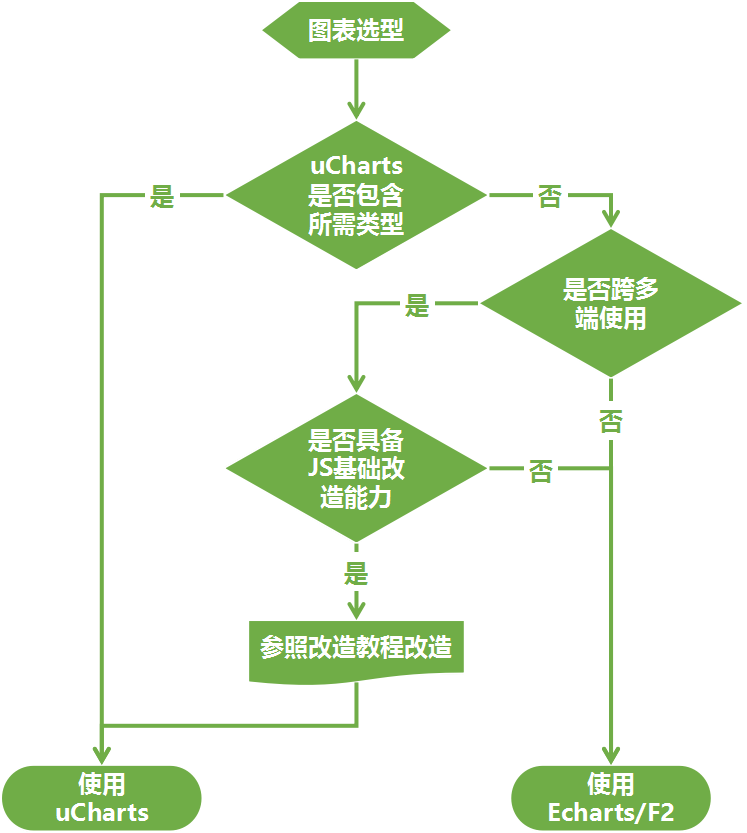 图表选型
uCharts
是否包含
所需类型
是
否
是否跨多
端使用
是
否
是否具备
JS基础改
造能力
否
是
参照改造教程改造
使用
uCharts
使用
Echarts/F2